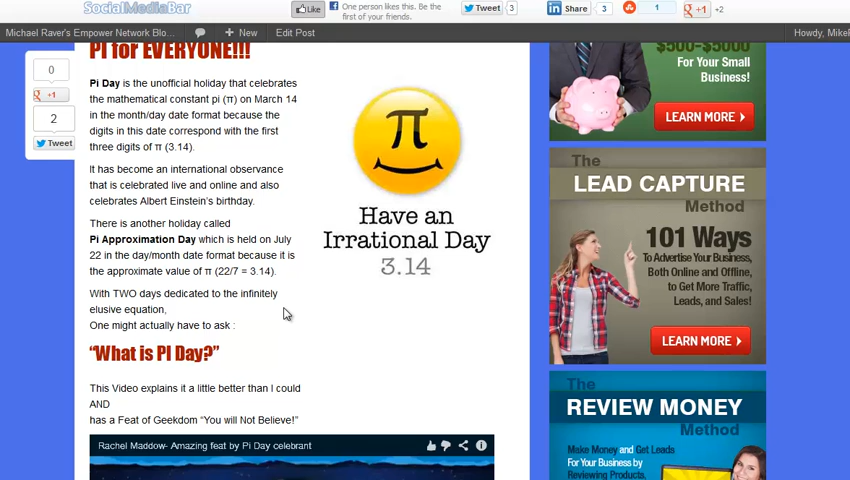 SocialMediaBar
Like
One person likes this. Be the
first of your friends.
Tweet
3
Share
3
1
+1
+2
Michael Raver's Empower Network Blo...
New
Edit Post
Howdy, Mikel
PI for EVERYONE!!!
0
+1
2
Tweet
Pi Day is the unofficial holiday that celebrates
the mathematical constant pi (π) on March 14
in the month/day date format because the
digits in this date correspond with the first
three digits of π (3.14).
It has become an international observance
that is celebrated live and online and also
celebrates Albert Einstein's birthday.
There is another holiday called
Pi Approximation Day which is held on July
22 in the day/month date format because it is
the approximate value of π (22/7 = 3.14).
With TWO days dedicated to the infinitely
elusive equation,
One might actually have to ask :
"What is PI Day?"
This Video explains it a little better than I could
AND
has a Feat of Geekdom "You will Not Believe!"
Rachel Maddow- Amazing feat by Pi Day celebrant
π
Have an
Irrational Day
3.14
$500-$5000
For Your Small
Business!
LEARN MORE
The
LEAD CAPTURE
Method
101 Ways
To Advertise Your Business,
Both Online and Offline,
to Get More Traffic,
Leads, and Sales!
LEARN MORE
The
REVIEW MONEY
Method
Make Money and Get Leads
For Your Business by
Reviewing Products,